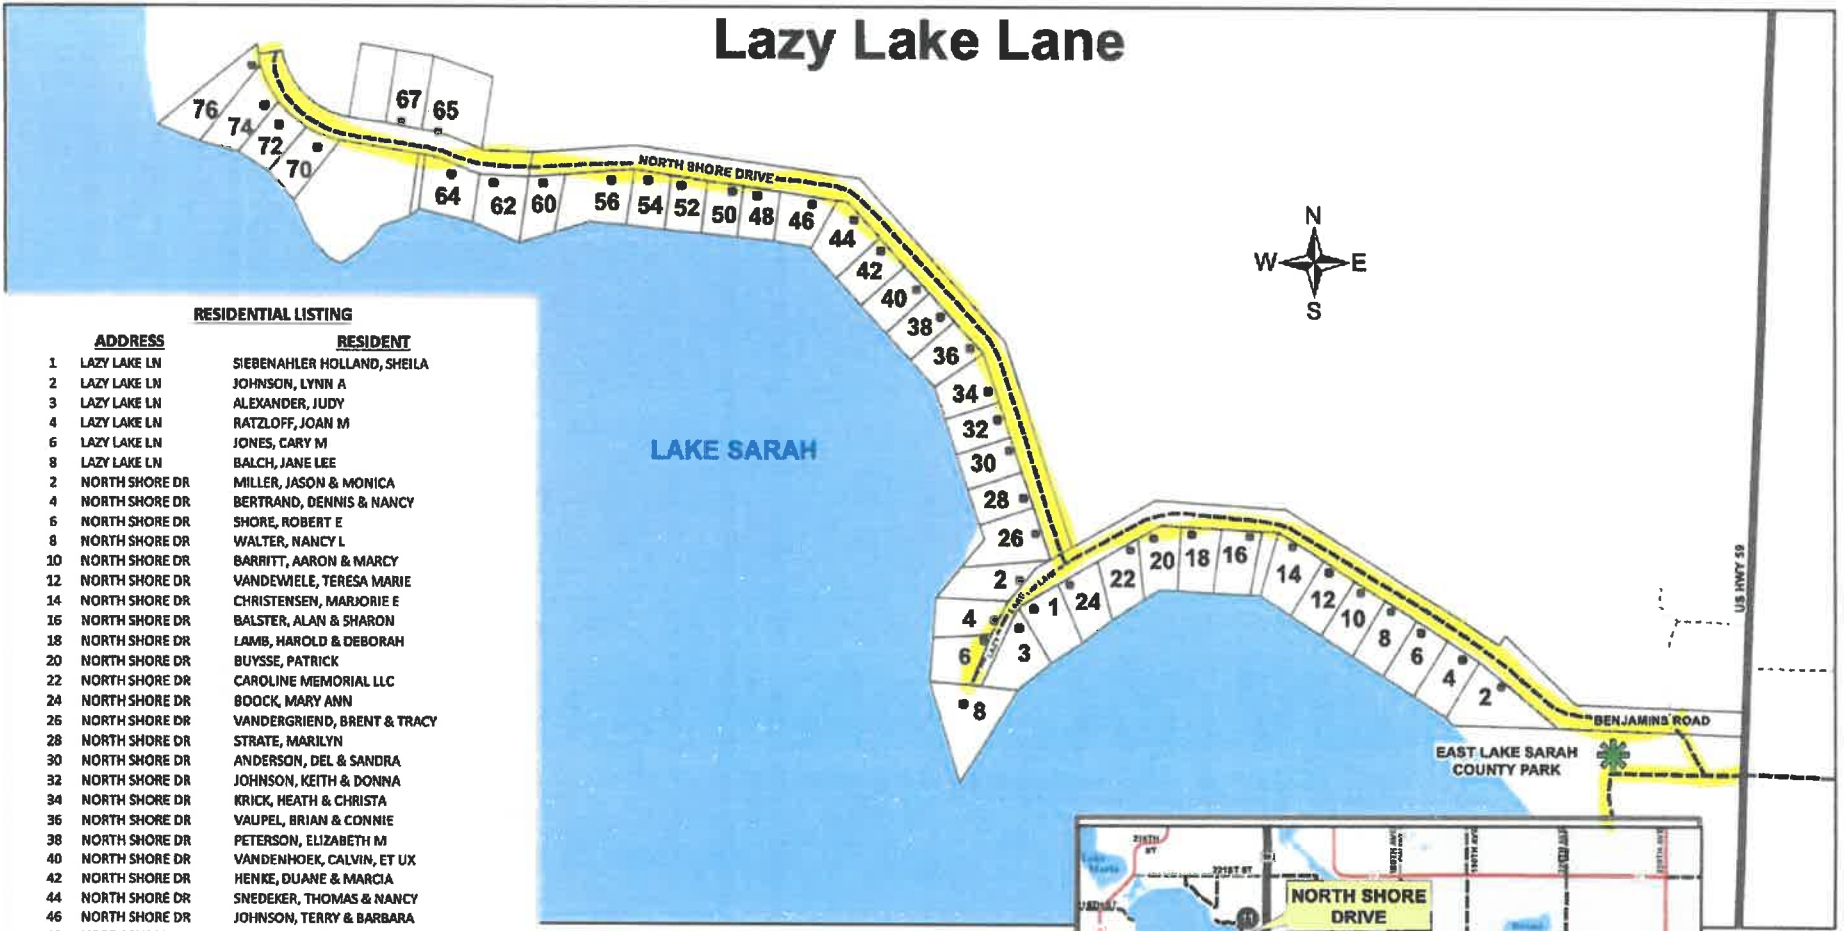 Lazy Lake Lane
76
74
72
70
67
65
64
62
60
56
54
52
50
48
46
44
42
40
38
36
34
32
30
28
26
NORTH SHORE DRIVE
N
W E
S
LAKE SARAH
2
4
6
8
1
3
LAZY LAKE LANE
24
22
20
18
16
14
12
10
8
6
4
2
BENJAMINS ROAD
US HWY 59
EAST LAKE SARAH
COUNTY PARK
RESIDENTIAL LISTING
ADDRESS RESIDENT
1 LAZY LAKE LN SIEBENAHLER HOLLAND, SHEILA
2 LAZY LAKE LN JOHNSON, LYNN A
3 LAZY LAKE LN ALEXANDER, JUDY
4 LAZY LAKE LN RATZLOFF, JOAN M
6 LAZY LAKE LN JONES, CARY M
8 LAZY LAKE LN BALCH, JANE LEE
2 NORTH SHORE DR MILLER, JASON & MONICA
4 NORTH SHORE DR BERTRAND, DENNIS & NANCY
6 NORTH SHORE DR SHORE, ROBERT E
8 NORTH SHORE DR WALTER, NANCY L
10 NORTH SHORE DR BARRITT, AARON & MARCY
12 NORTH SHORE DR VANDEWIELE, TERESA MARIE
14 NORTH SHORE DR CHRISTENSEN, MARJORIE E
16 NORTH SHORE DR BALSTER, ALAN & SHARON
18 NORTH SHORE DR LAMB, HAROLD & DEBORAH
20 NORTH SHORE DR BUYSSE, PATRICK
22 NORTH SHORE DR CAROLINE MEMORIAL LLC
24 NORTH SHORE DR BOOCK, MARY ANN
26 NORTH SHORE DR VANDERGRIEND, BRENT & TRACY
28 NORTH SHORE DR STRATE, MARILYN
30 NORTH SHORE DR ANDERSON, DEL & SANDRA
32 NORTH SHORE DR JOHNSON, KEITH & DONNA
34 NORTH SHORE DR KRICK, HEATH & CHRISTA
36 NORTH SHORE DR VAUPEL, BRIAN & CONNIE
38 NORTH SHORE DR PETERSON, ELIZABETH M
40 NORTH SHORE DR VANDENHOEK, CALVIN, ET UX
42 NORTH SHORE DR HENKE, DUANE & MARCIA
44 NORTH SHORE DR SNEDEKER, THOMAS & NANCY
46 NORTH SHORE DR JOHNSON, TERRY & BARBARA
ST
221ST ST
NORTH SHORE
DRIVE